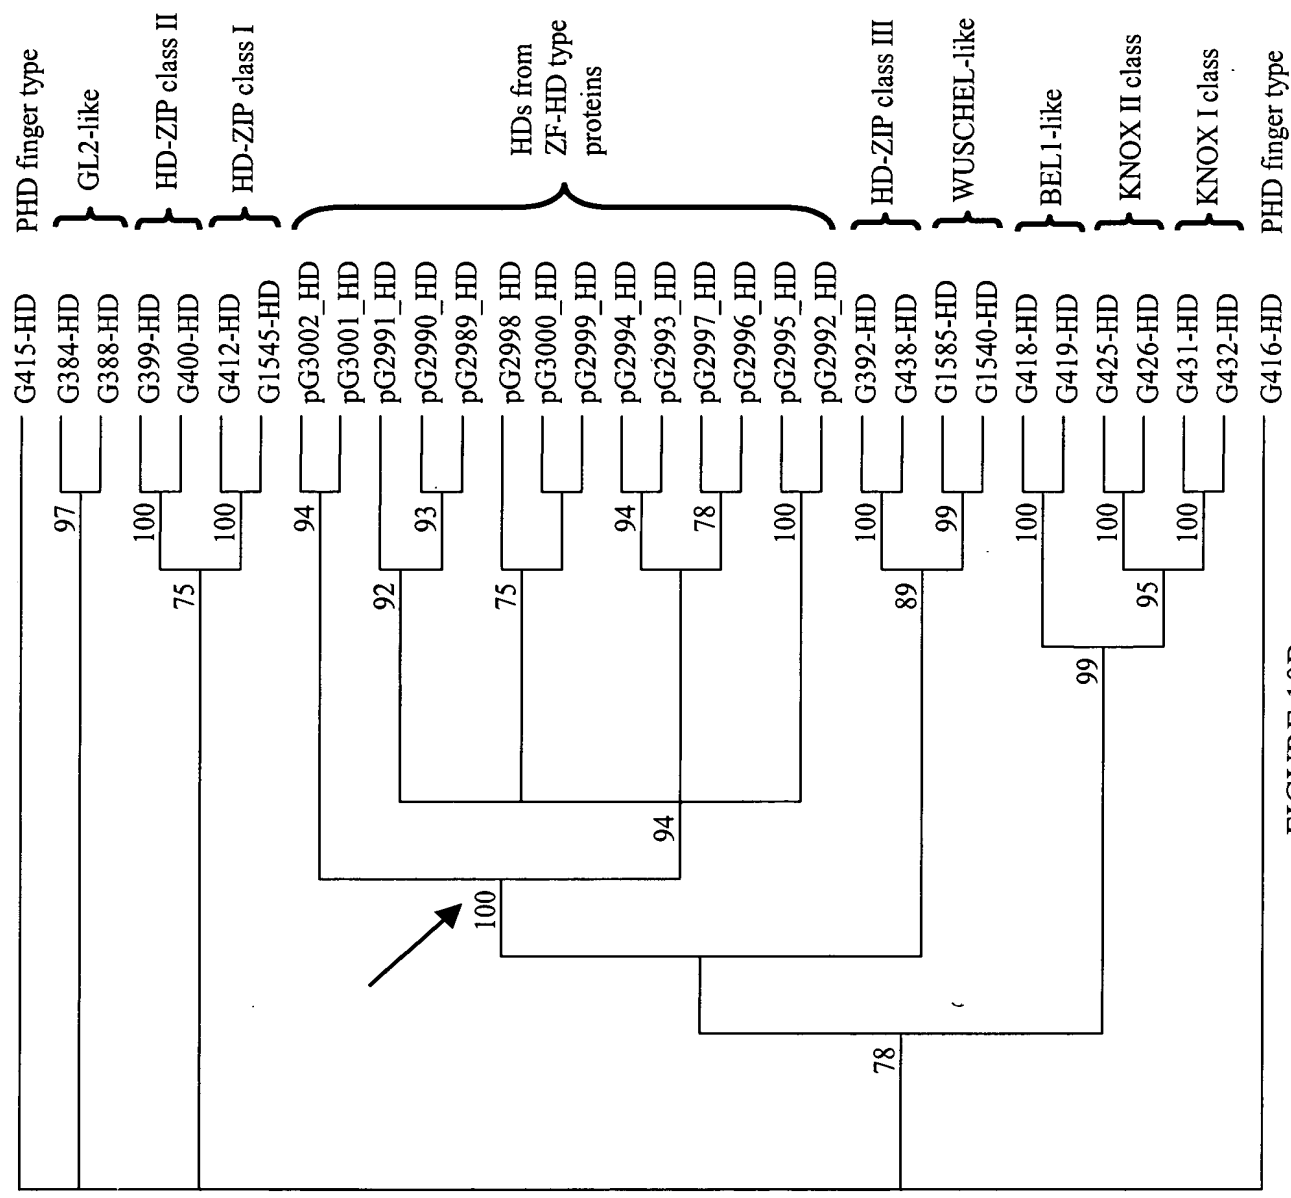 PHD finger type
GL2-like
HD-ZIP class II
HD-ZIP class I
HDs from
ZF-HD type
proteins
HD-ZIP class III
WUSCHEL-like
BEL1-like
KNOX II class
KNOX I class
PHD finger type
G415-HD
G384-HD
G388-HD
G399-HD
G400-HD
G412-HD
G1545-HD
pG3002_HD
pG3001_HD
pG2991_HD
pG2990_HD
pG2989_HD
pG2998_HD
pG3000_HD
pG2999_HD
pG2994_HD
pG2993_HD
pG2997_HD
pG2996_HD
pG2995_HD
pG2992_HD
G392-HD
G438-HD
G1585-HD
G1540-HD
G418-HD
G419-HD
G425-HD
G426-HD
G431-HD
G432-HD
G416-HD
97
100
100
94
93
94
78
100
100
99
100
100
100
75
92
75
89
95
99
94
100
78